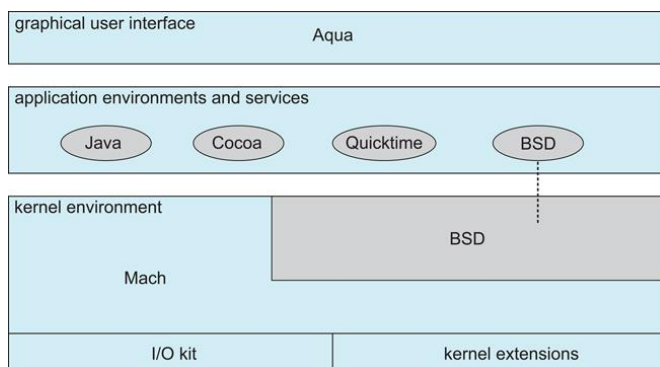 graphical user interface
Aqua
application environments and services
Java
Cocoa
Quicktime
BSD
kernel environment
BSD
Mach
I/O kit
kernel extensions